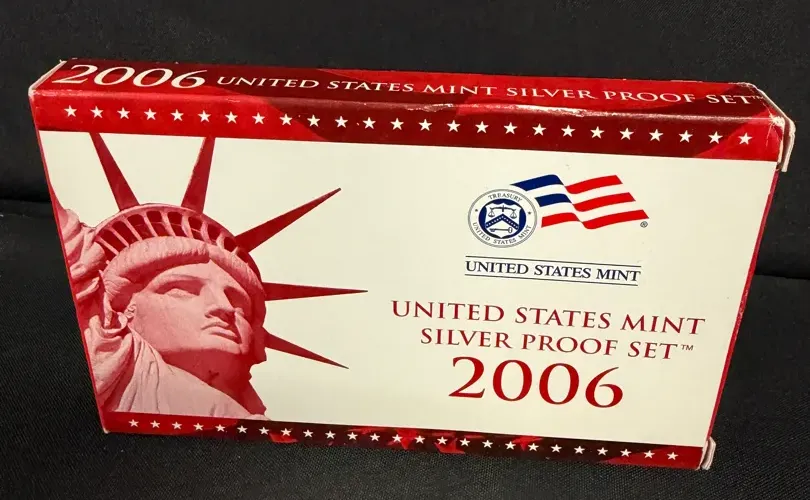 2006 UNITED STATES MINT SILVER PROOF SET™
TREASURY
UNITED STATES MINT
®
UNITED STATES MINT
UNITED STATES MINT
SILVER PROOF SET™
2006